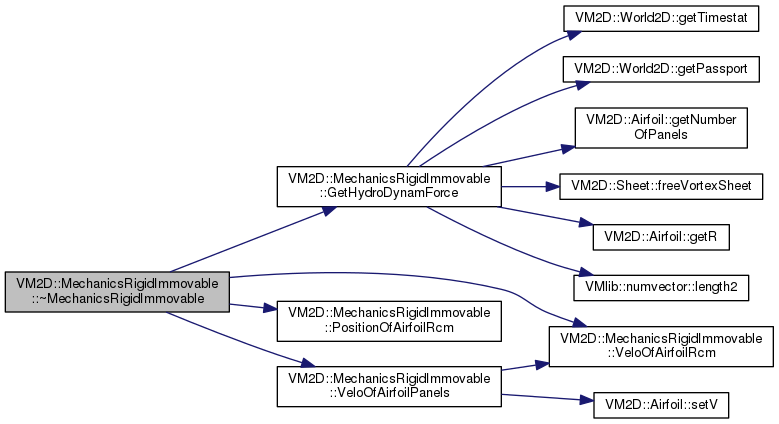 VM2D::World2D::getTimestat
VM2D::World2D::getPassport
VM2D::Airfoil::getNumber
OfPanels
VM2D::MechanicsRigidImmovable
::GetHydroDynamForce
VM2D::Sheet::freeVortexSheet
VM2D::Airfoil::getR
VM2D::MechanicsRigidImmovable
::~MechanicsRigidImmovable
VMlib::numvector::length2
VM2D::MechanicsRigidImmovable
::PositionOfAirfoilRcm
VM2D::MechanicsRigidImmovable
::VeloOfAirfoilRcm
VM2D::MechanicsRigidImmovable
::VeloOfAirfoilPanels
VM2D::Airfoil::setV